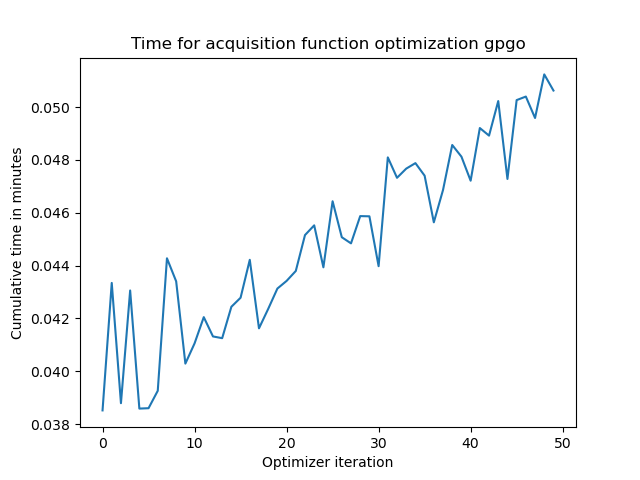 Time for acquisition function optimization gpgo
Cumulative time in minutes
0.050
0.048
0.046
0.044
0.042
0.040
0.038
0 10 20 30 40 50
Optimizer iteration